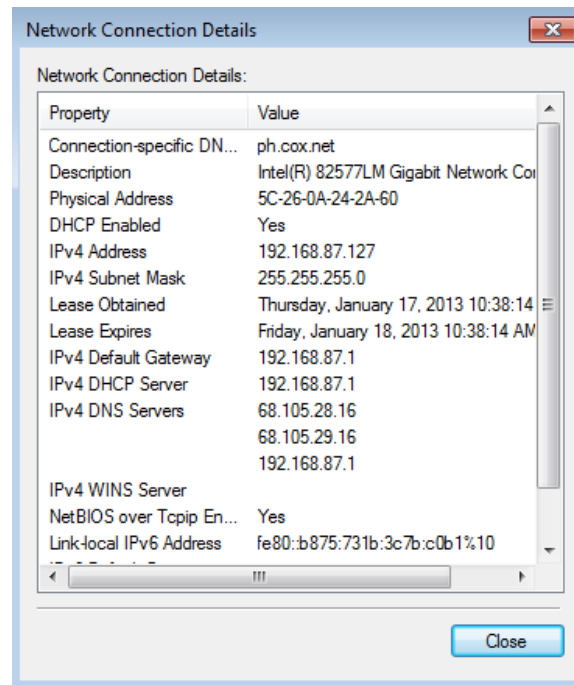 Network Connection Details
Network Connection Details:
Property Value
Connection-specific DN... ph.cox.net
Description Intel(R) 82577LM Gigabit Network
Physical Address 5C-26-0A-24-2A-60
DHCP Enabled Yes
IPv4 Address 192.168.87.127
IPv4 Subnet Mask 255.255.255.0
Lease Obtained Thursday, January 17, 2013 10:38:14
Lease Expires Friday, January 18, 2013 10:38:14 AM
IPv4 Default Gateway 192.168.87.1
IPv4 DHCP Server 192.168.87.1
IPv4 DNS Servers 68.105.28.16
68.105.29.16
192.168.87.1
IPv4 WINS Server
NetBIOS over Tcpip En... Yes
Link-local IPv6 Address fe80::b875:731b:3c7b:c0b1%10
Close